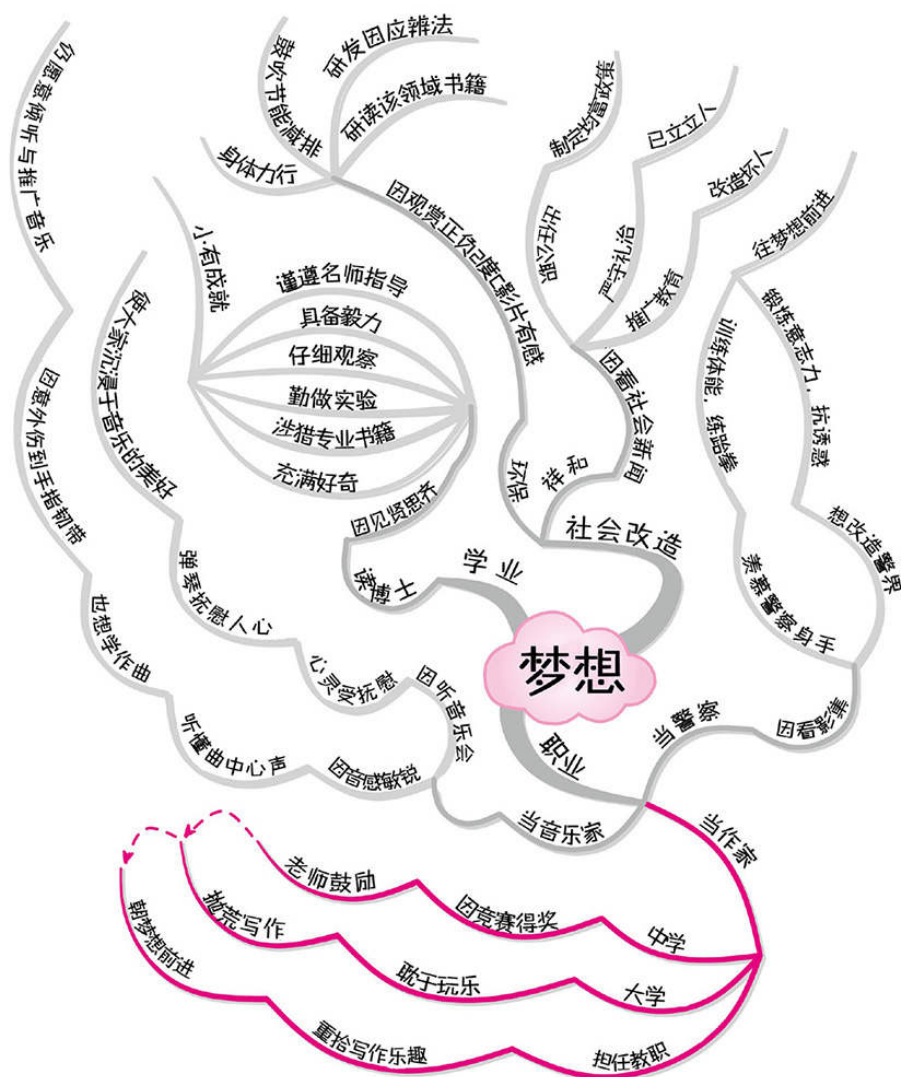 梦想
学业
读博士
因见贤思齐
谨遵名师指导
具备毅力
仔细观察
勤做实验
涉猎专业书籍
充满好奇
小有成就
社会改造
环保
因观赏正负2度C影片有感
身体力行
鼓吹节能减排
研发因应辨法
研读该领域书籍
祥和
因看社会新闻
出任公职
制定均富政策
严守礼治
已立立人
推广教育
改造坏人
职业
当警察
因看影集
羡慕警察身手
训练体能，练跆拳
想改造警界
锻炼意志力，抗诱惑
往梦想前进
当音乐家
因听音乐会
心灵受抚慰
弹琴抚慰人心
使大家沉浸于音乐的美好
因音感敏锐
听懂曲中心声
也想学作曲
因意外伤到手指韧带
仍愿意倾听与推广音乐
当作家
中学
因竞赛得奖
老师鼓励
大学
耽于玩乐
抛荒写作
担任教职
重拾写作乐趣
朝梦想前进